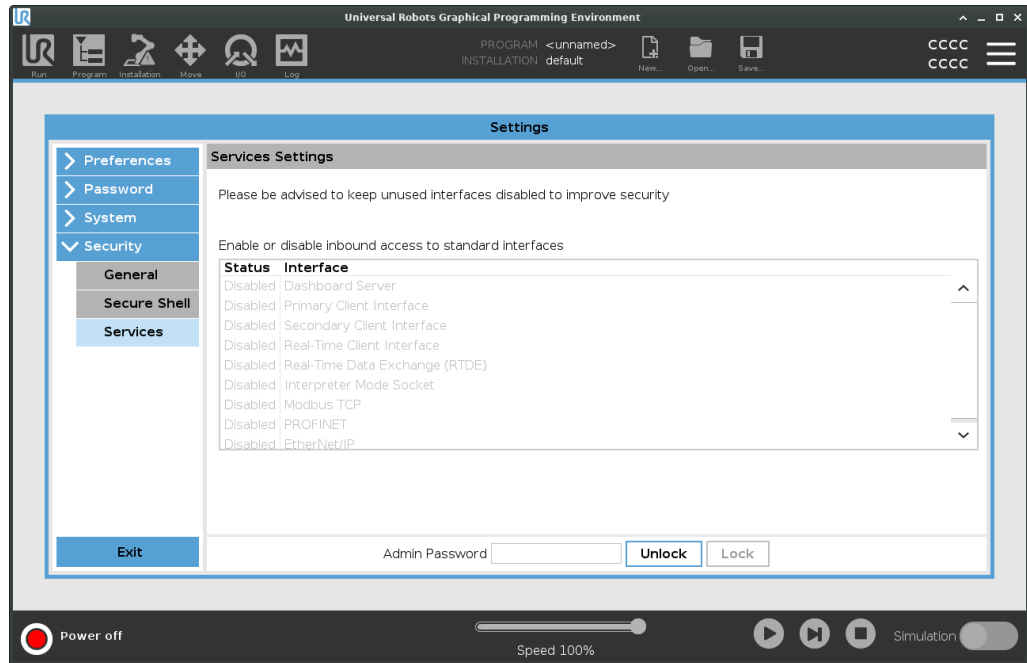 Universal Robots Graphical Programming Environment
UR
Run
Program
Installation
Move
I/O
Log
PROGRAM <unnamed>
INSTALLATION default
New...
Open...
Save...
CCCC
CCCC
Settings
Preferences
Password
System
Security
General
Secure Shell
Services
Exit
Services Settings
Please be advised to keep unused interfaces disabled to improve security
Enable or disable inbound access to standard interfaces
Status Interface
Disabled Dashboard Server
Disabled Primary Client Interface
Disabled Secondary Client Interface
Disabled Real-Time Client Interface
Disabled Real-Time Data Exchange (RTDE)
Disabled Interpreter Mode Socket
Disabled Modbus TCP
Disabled PROFINET
Disabled EtherNet/IP
Admin Password Unlock Lock
Power off
Speed 100%
Simulation